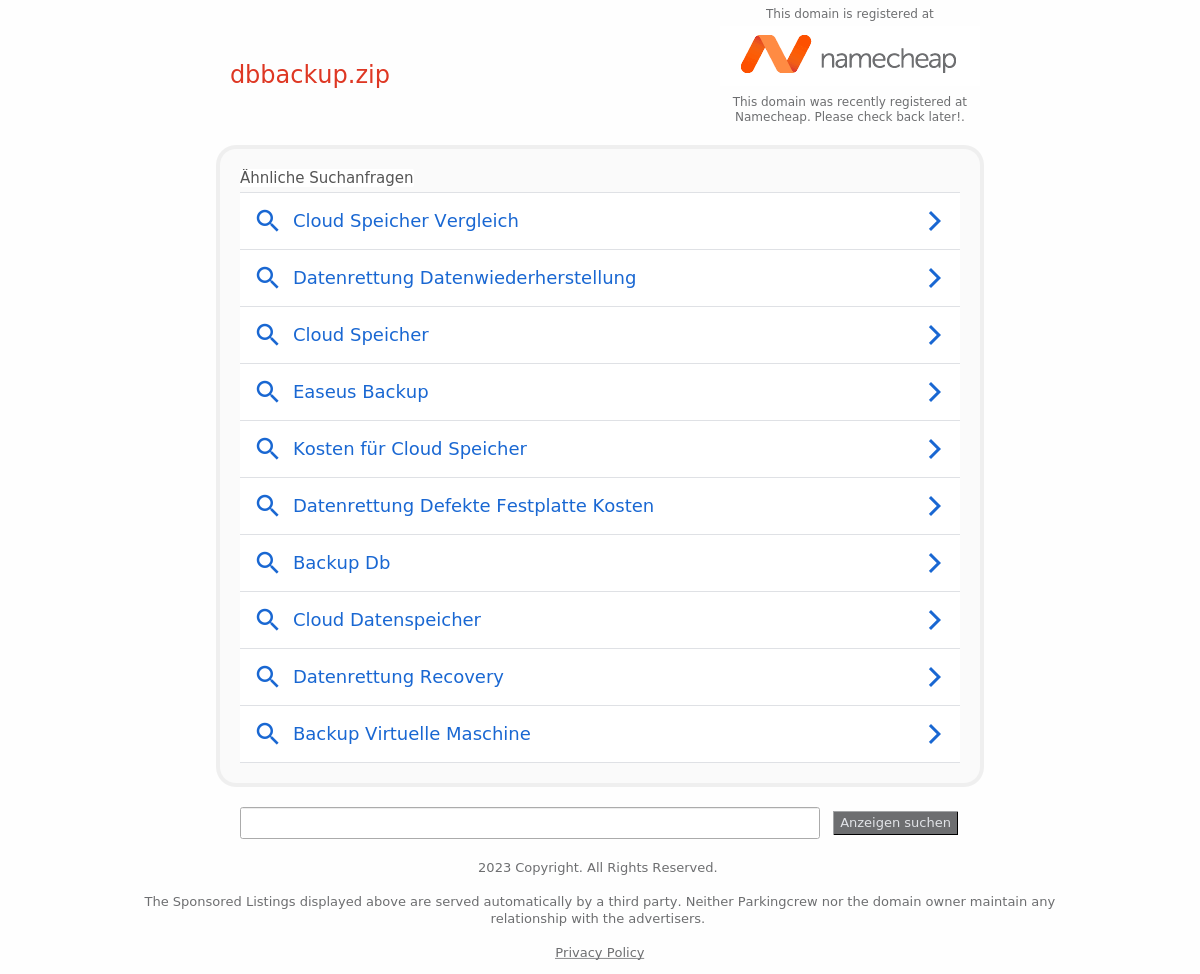 This domain is registered at
namecheap
dbbackup.zip
This domain was recently registered at
Namecheap. Please check back later!.
Ähnliche Suchanfragen
Cloud Speicher Vergleich
Datenrettung Datenwiederherstellung
Cloud Speicher
Easeus Backup
Kosten für Cloud Speicher
Datenrettung Defekte Festplatte Kosten
Backup Db
Cloud Datenspeicher
Datenrettung Recovery
Backup Virtuelle Maschine
Anzeigen suchen
2023 Copyright. All Rights Reserved.
The Sponsored Listings displayed above are served automatically by a third party. Neither Parkingcrew nor the domain owner maintain any
relationship with the advertisers.
Privacy Policy